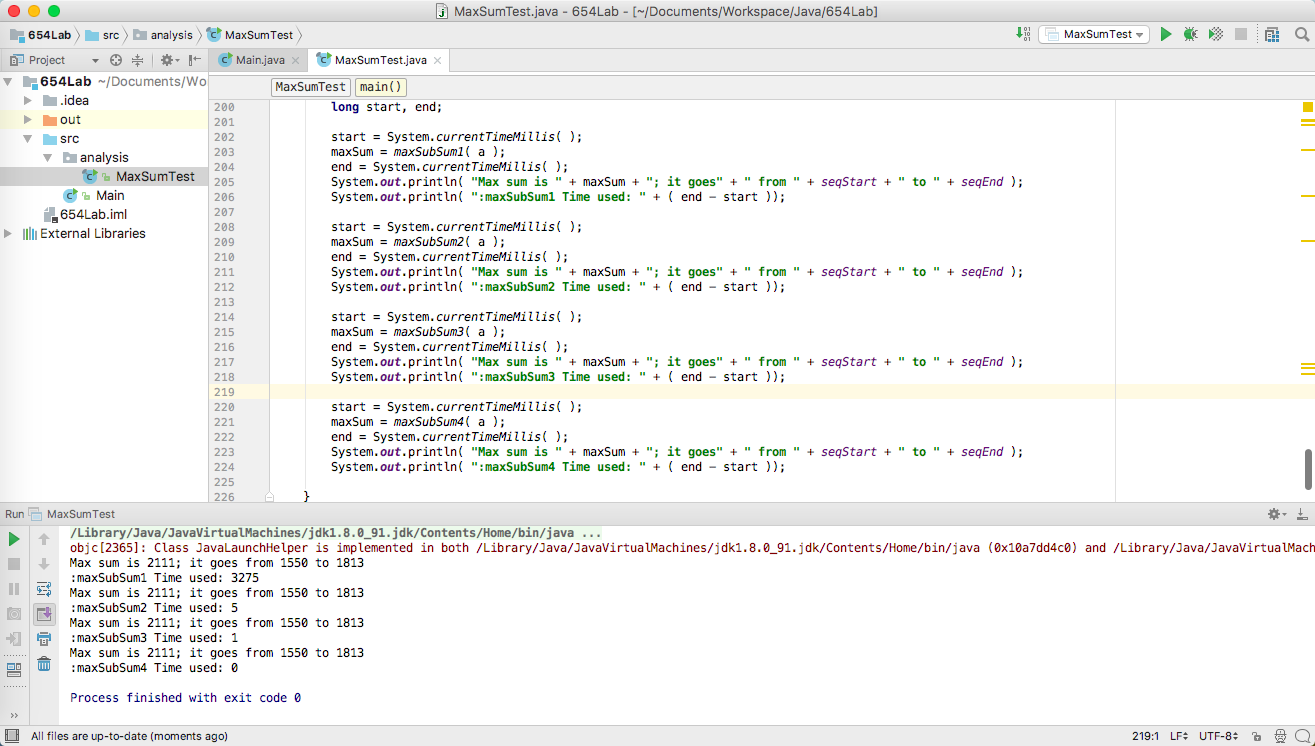 MaxSumTest.java - 654Lab - [~/Documents/Workspace/Java/654Lab]
654Lab src analysis MaxSumTest MaxSumTest
Project Main.java MaxSumTest.java
654Lab ~/Documents/Wo
.idea
out
src
analysis
MaxSumTest
Main
654Lab.iml
External Libraries
MaxSumTest main()
200 long start, end;
201
202 start = System.currentTimeMillis( );
203 maxSum = maxSubSum1( a );
204 end = System.currentTimeMillis( );
205 System.out.println( "Max sum is " + maxSum + "; it goes" + " from " + seqStart + " to " + seqEnd );
206 System.out.println( ":maxSubSum1 Time used: " + ( end - start ));
207
208 start = System.currentTimeMillis( );
209 maxSum = maxSubSum2( a );
210 end = System.currentTimeMillis( );
211 System.out.println( "Max sum is " + maxSum + "; it goes" + " from " + seqStart + " to " + seqEnd );
212 System.out.println( ":maxSubSum2 Time used: " + ( end - start ));
213
214 start = System.currentTimeMillis( );
215 maxSum = maxSubSum3( a );
216 end = System.currentTimeMillis( );
217 System.out.println( "Max sum is " + maxSum + "; it goes" + " from " + seqStart + " to " + seqEnd );
218 System.out.println( ":maxSubSum3 Time used: " + ( end - start ));
219
220 start = System.currentTimeMillis( );
221 maxSum = maxSubSum4( a );
222 end = System.currentTimeMillis( );
223 System.out.println( "Max sum is " + maxSum + "; it goes" + " from " + seqStart + " to " + seqEnd );
224 System.out.println( ":maxSubSum4 Time used: " + ( end - start ));
225
226 }
Run MaxSumTest
/Library/Java/JavaVirtualMachines/jdk1.8.0_91.jdk/Contents/Home/bin/java ...
objc[2365]: Class JavaLaunchHelper is implemented in both /Library/Java/JavaVirtualMachines/jdk1.8.0_91.jdk/Contents/Home/bin/java (0x10a7dd4c0) and /Library/Java/JavaVirtualMach
Max sum is 2111; it goes from 1550 to 1813
:maxSubSum1 Time used: 3275
Max sum is 2111; it goes from 1550 to 1813
:maxSubSum2 Time used: 5
Max sum is 2111; it goes from 1550 to 1813
:maxSubSum3 Time used: 1
Max sum is 2111; it goes from 1550 to 1813
:maxSubSum4 Time used: 0
Process finished with exit code 0
All files are up-to-date (moments ago) 219:1 LF UTF-8